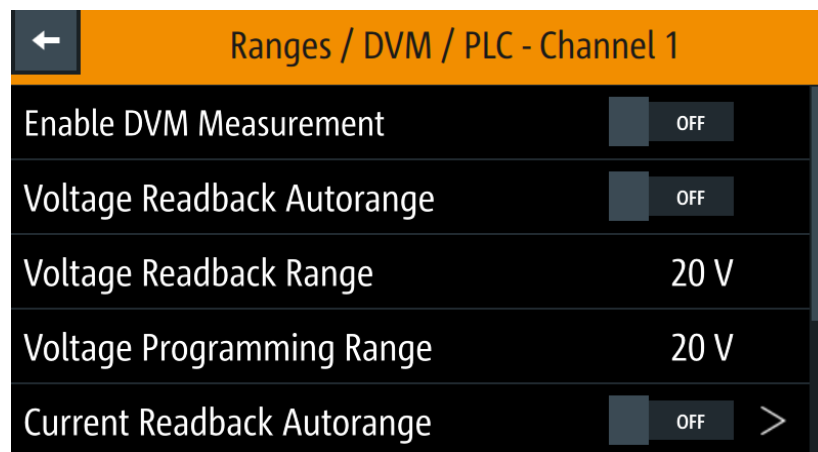 Ranges / DVM / PLC - Channel 1
Enable DVM Measurement OFF
Voltage Readback Autorange OFF
Voltage Readback Range 20 V
Voltage Programming Range 20 V
Current Readback Autorange OFF >